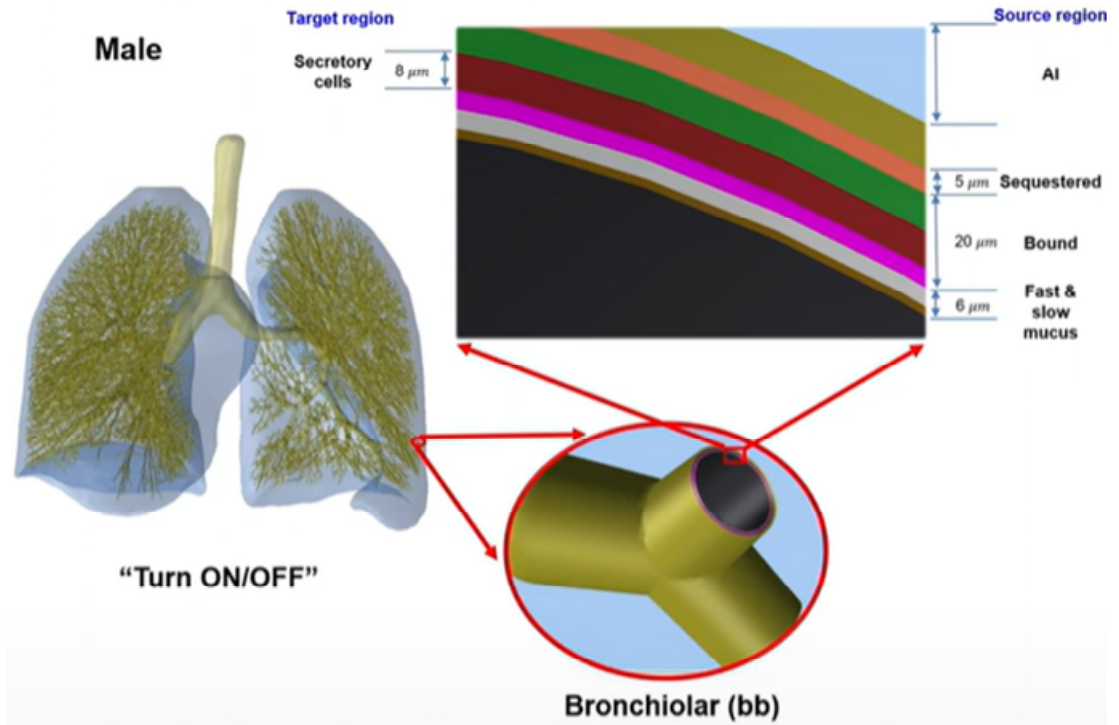 Target region
Source region
Male
Secretory
cells
8 μm
AI
5 μm
Sequestered
20 μm
Bound
6 μm
Fast &
slow
mucus
“Turn ON/OFF”
Bronchiolar (bb)